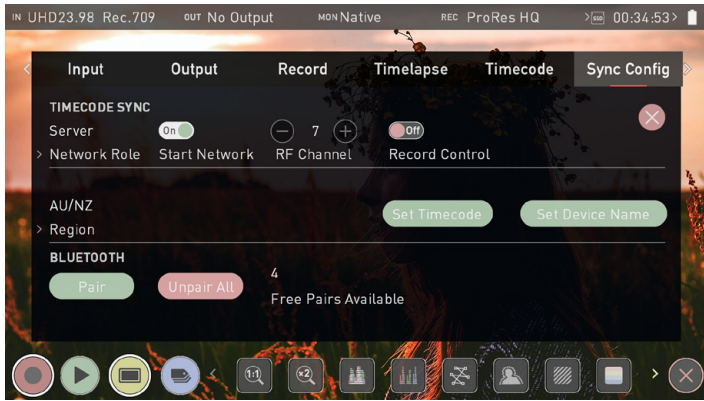 IN UHD23.98 Rec.709 OUT No Output MON Native REC ProRes HQ SSD 00:34:53
Input Output Record Timelapse Timecode Sync Config
TIMECODE SYNC
Server On 7 Off
Network Role Start Network RF Channel Record Control
AU/NZ Set Timecode Set Device Name
Region
BLUETOOTH
4
Pair Unpair All
Free Pairs Available
1:1 ×2